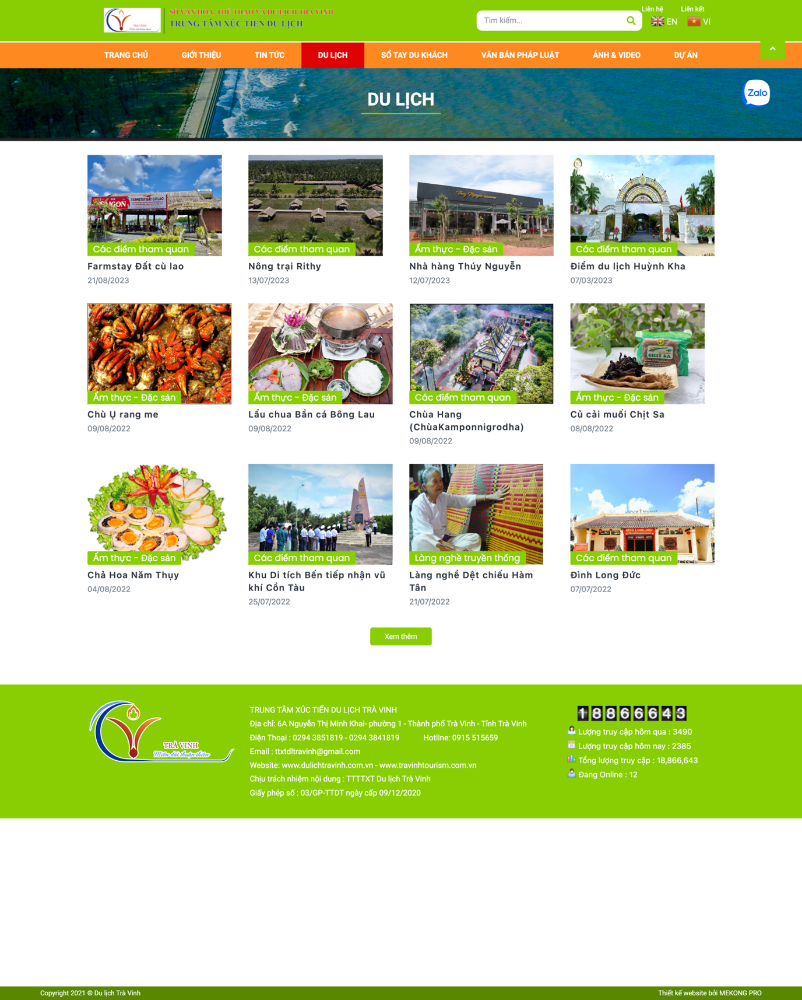 TRÀ VINH
Miền đất thuận thiên
SỞ VĂN HÓA, THỂ THAO VÀ DU LỊCH TRÀ VINH
TRUNG TÂM XÚC TIẾN DU LỊCH
Tìm kiếm...
Liên hệ
Liên kết
EN
VI
TRANG CHỦ
GIỚI THIỆU
TIN TỨC
DU LỊCH
SỔ TAY DU KHÁCH
VĂN BẢN PHÁP LUẬT
ẢNH & VIDEO
DỰ ÁN
DU LỊCH
Zalo
SAIGON
FARMSTAY ĐẤT CÙ LAO
Các điểm tham quan
Farmstay Đất cù lao
21/08/2023
Các điểm tham quan
Nông trại Rithy
13/07/2023
Thúy Nguyễn
Ẩm thực - Đặc sản
Nhà hàng Thúy Nguyễn
12/07/2023
Các điểm tham quan
Điểm du lịch Huỳnh Kha
07/03/2023
Ẩm thực - Đặc sản
Chù Ụ rang me
09/08/2022
Ẩm thực - Đặc sản
Lẩu chua Bần cá Bông Lau
09/08/2022
Các điểm tham quan
Chùa Hang
(ChùaKamponnigrodha)
09/08/2022
CHÍT SA
Ẩm thực - Đặc sản
Củ cải muối Chịt Sa
08/08/2022
Ẩm thực - Đặc sản
Chả Hoa Năm Thụy
04/08/2022
Các điểm tham quan
Khu Di tích Bến tiếp nhận vũ
khí Cồn Tàu
25/07/2022
Làng nghề truyền thống
Làng nghề Dệt chiếu Hàm
Tân
21/07/2022
ĐÌNH LONG ĐỨC
Các điểm tham quan
Đình Long Đức
07/07/2022
Xem thêm
TRÀ VINH
Miền đất thuận thiên
TRUNG TÂM XÚC TIẾN DU LỊCH TRÀ VINH
Địa chỉ: 6A Nguyễn Thị Minh Khai- phường 1 - Thành phố Trà Vinh - Tỉnh Trà Vinh
Điện Thoại : 0294 3851819 - 0294 3841819 Hotline: 0915 515659
Email : ttxtdltravinh@gmail.com
Website: www.dulichtravinh.com.vn - www.travinhtourism.com.vn
Chịu trách nhiệm nội dung : TTTTXT Du lịch Trà Vinh
Giấy phép số : 03/GP-TTDT ngày cấp 09/12/2020
18866643
Lượng truy cập hôm qua : 3490
Lượng truy cập hôm nay : 2385
Tổng lượng truy cập : 18,866,643
Đang Online : 12
Copyright 2021 © Du lịch Trà Vinh
Thiết kế website bởi MEKONG PRO